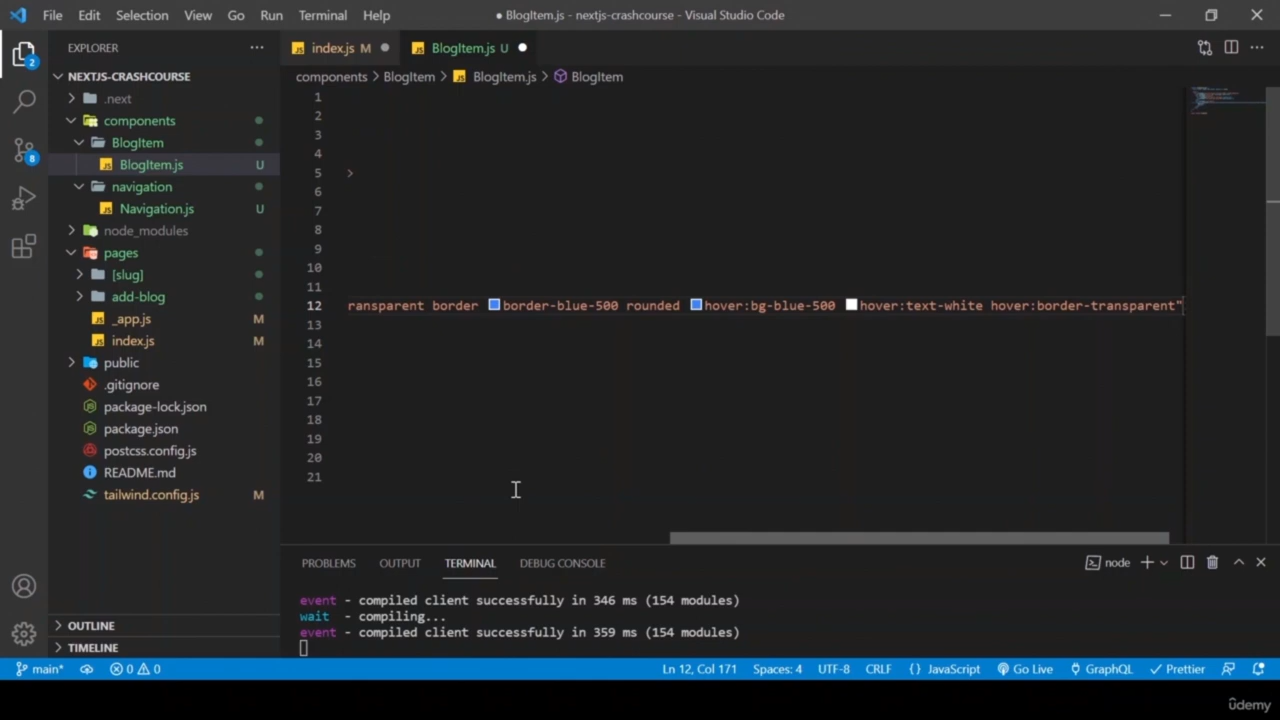 File Edit Selection View Go Run Terminal Help
● BlogItem.js - nextjs-crashcourse - Visual Studio Code
EXPLORER
NEXTJS-CRASHCOURSE
.next
components
BlogItem
BlogItem.js U
navigation
Navigation.js U
node_modules
pages
[slug]
add-blog
_app.js M
index.js M
public
.gitignore
package-lock.json
package.json
postcss.config.js
README.md
tailwind.config.js M
OUTLINE
TIMELINE
2
8
JS index.js M
JS BlogItem.js U
components > BlogItem > JS BlogItem.js > BlogItem
1
2
3
4
5 >
6
7
8
9
10
11
12 ransparent border border-blue-500 rounded hover:bg-blue-500 hover:text-white hover:border-transparent"
13
14
15
16
17
18
19
20
21
PROBLEMS OUTPUT TERMINAL DEBUG CONSOLE
node
event - compiled client successfully in 346 ms (154 modules)
wait - compiling...
event - compiled client successfully in 359 ms (154 modules)
main* 0 0 Ln 12, Col 171 Spaces: 4 UTF-8 CRLF {} JavaScript Go Live GraphQL Prettier
ûdemy